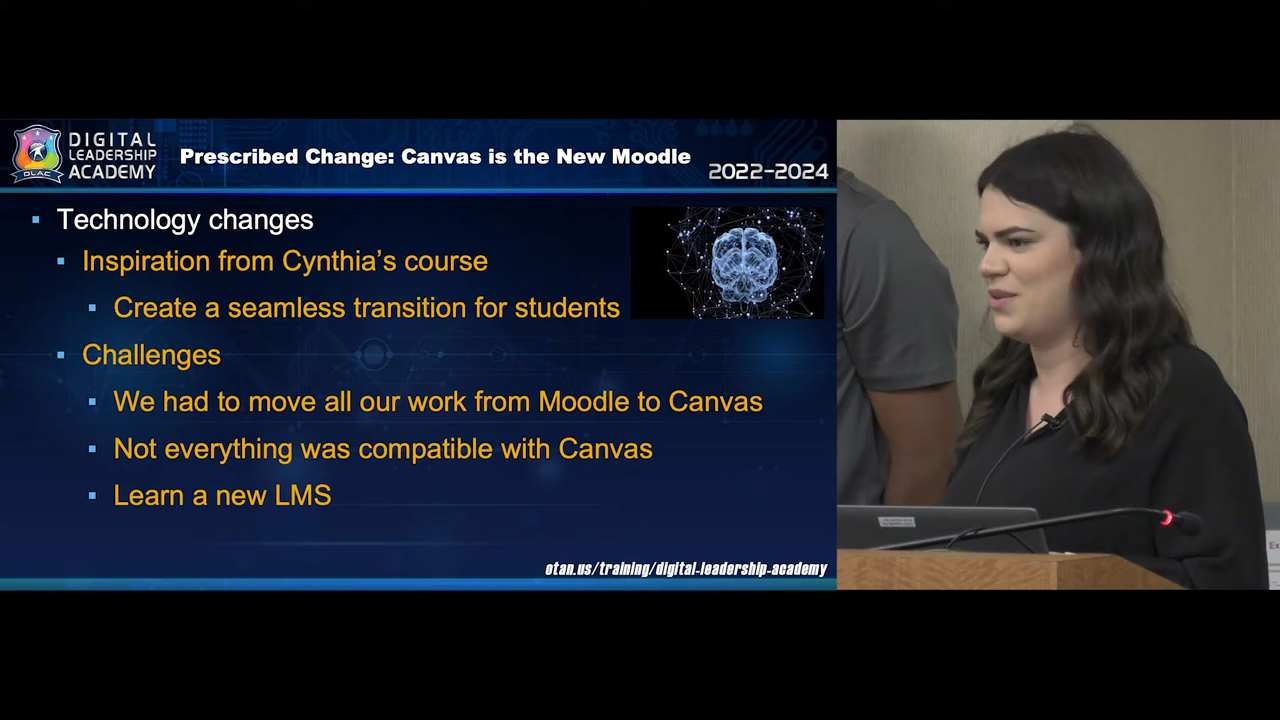 DIGITAL
LEADERSHIP
ACADEMY
DLAC
Prescribed Change: Canvas is the New Moodle
2022-2024
Technology changes
Inspiration from Cynthia's course
Create a seamless transition for students
Challenges
We had to move all our work from Moodle to Canvas
Not everything was compatible with Canvas
Learn a new LMS
otan.us/training/digital-leadership-academy
Ex